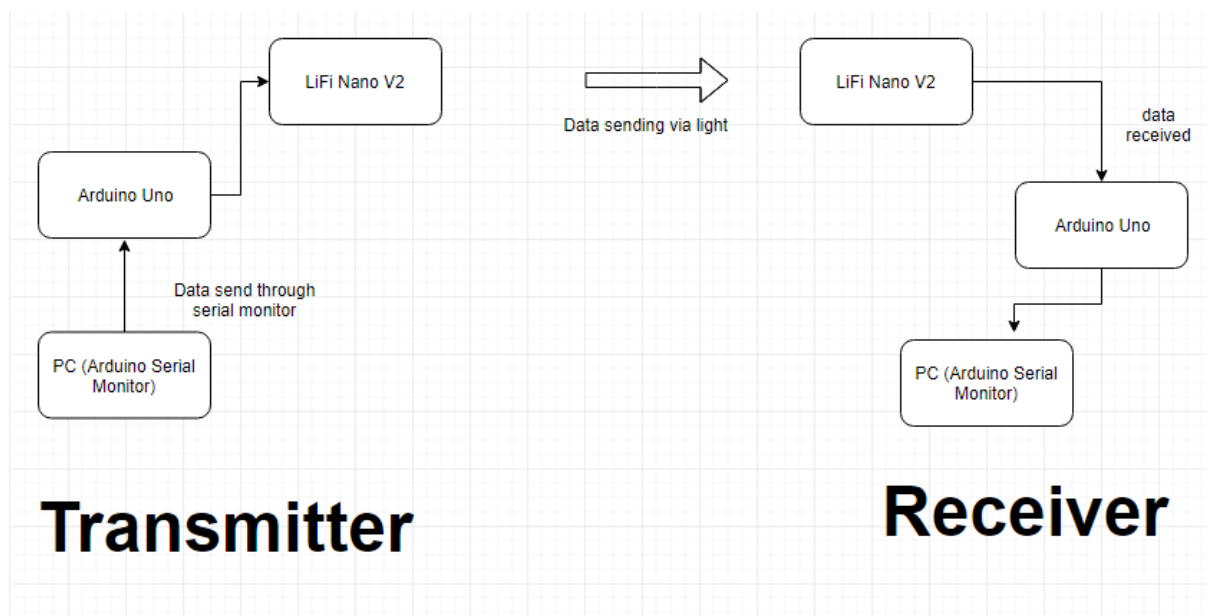 LiFi Nano V2
LiFi Nano V2
Data sending via light
data
received
Arduino Uno
Arduino Uno
Data send through
serial monitor
PC (Arduino Serial
Monitor)
PC (Arduino Serial
Monitor)
Transmitter
Receiver